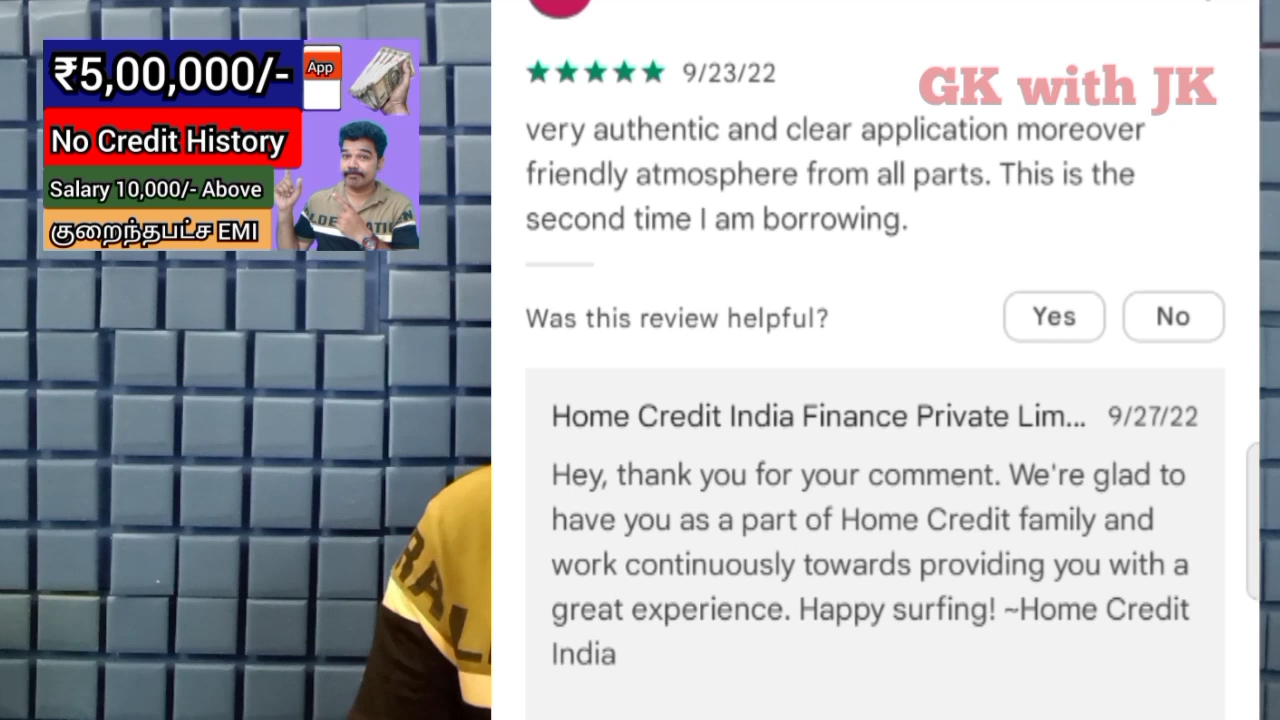 ₹5,00,000/-
App
No Credit History
Salary 10,000/- Above
குறைந்தபட்ச EMI
GK with JK
9/23/22
very authentic and clear application moreover
friendly atmosphere from all parts. This is the
second time I am borrowing.
Was this review helpful?
Yes
No
Home Credit India Finance Private Lim... 9/27/22
Hey, thank you for your comment. We're glad to
have you as a part of Home Credit family and
work continuously towards providing you with a
great experience. Happy surfing! ~Home Credit
India